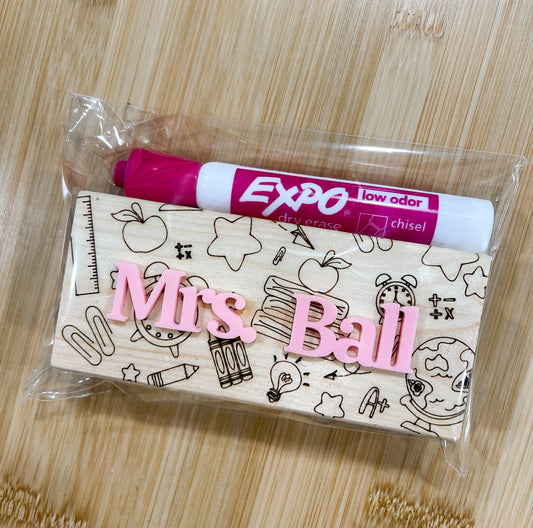 EXPO®
low odor
dry erase
chisel
Mrs. Ball
A+